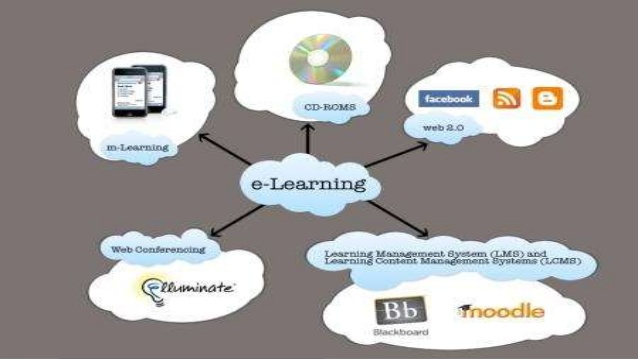 CD-ROMS
facebook
web 2.0
m-Learning
e-Learning
Web Conferencing
Elluminate
Learning Management System (LMS) and
Learning Content Management Systems (LCMS)
Bb
Blackboard
moodle